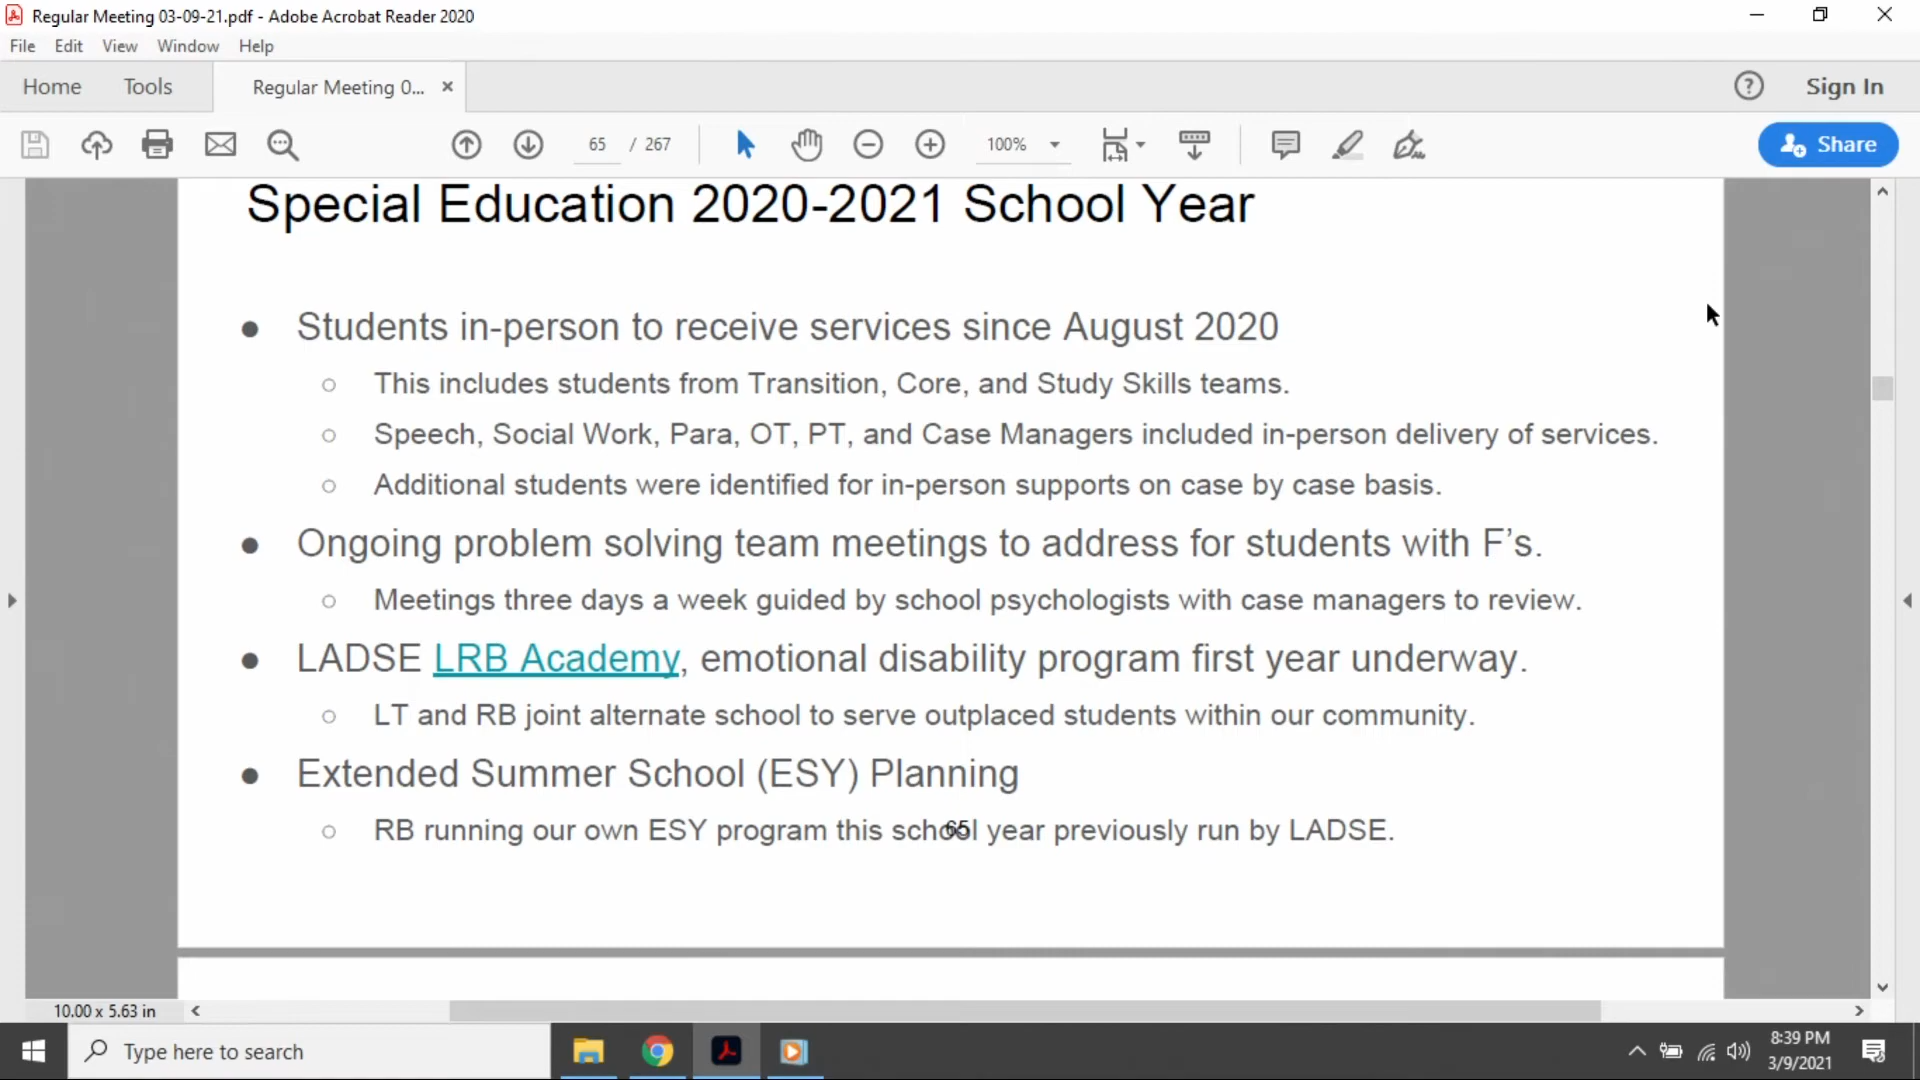 Regular Meeting 03-09-21.pdf - Adobe Acrobat Reader 2020
File Edit View Window Help
Home Tools Regular Meeting 0... × ? Sign In
65 / 267 100% Share
Special Education 2020-2021 School Year
● Students in-person to receive services since August 2020
○ This includes students from Transition, Core, and Study Skills teams.
○ Speech, Social Work, Para, OT, PT, and Case Managers included in-person delivery of services.
○ Additional students were identified for in-person supports on case by case basis.
● Ongoing problem solving team meetings to address for students with F’s.
○ Meetings three days a week guided by school psychologists with case managers to review.
● LADSE LRB Academy, emotional disability program first year underway.
○ LT and RB joint alternate school to serve outplaced students within our community.
● Extended Summer School (ESY) Planning
○ RB running our own ESY program this school year previously run by LADSE.
65
10.00 x 5.63 in
Type here to search
8:39 PM
3/9/2021